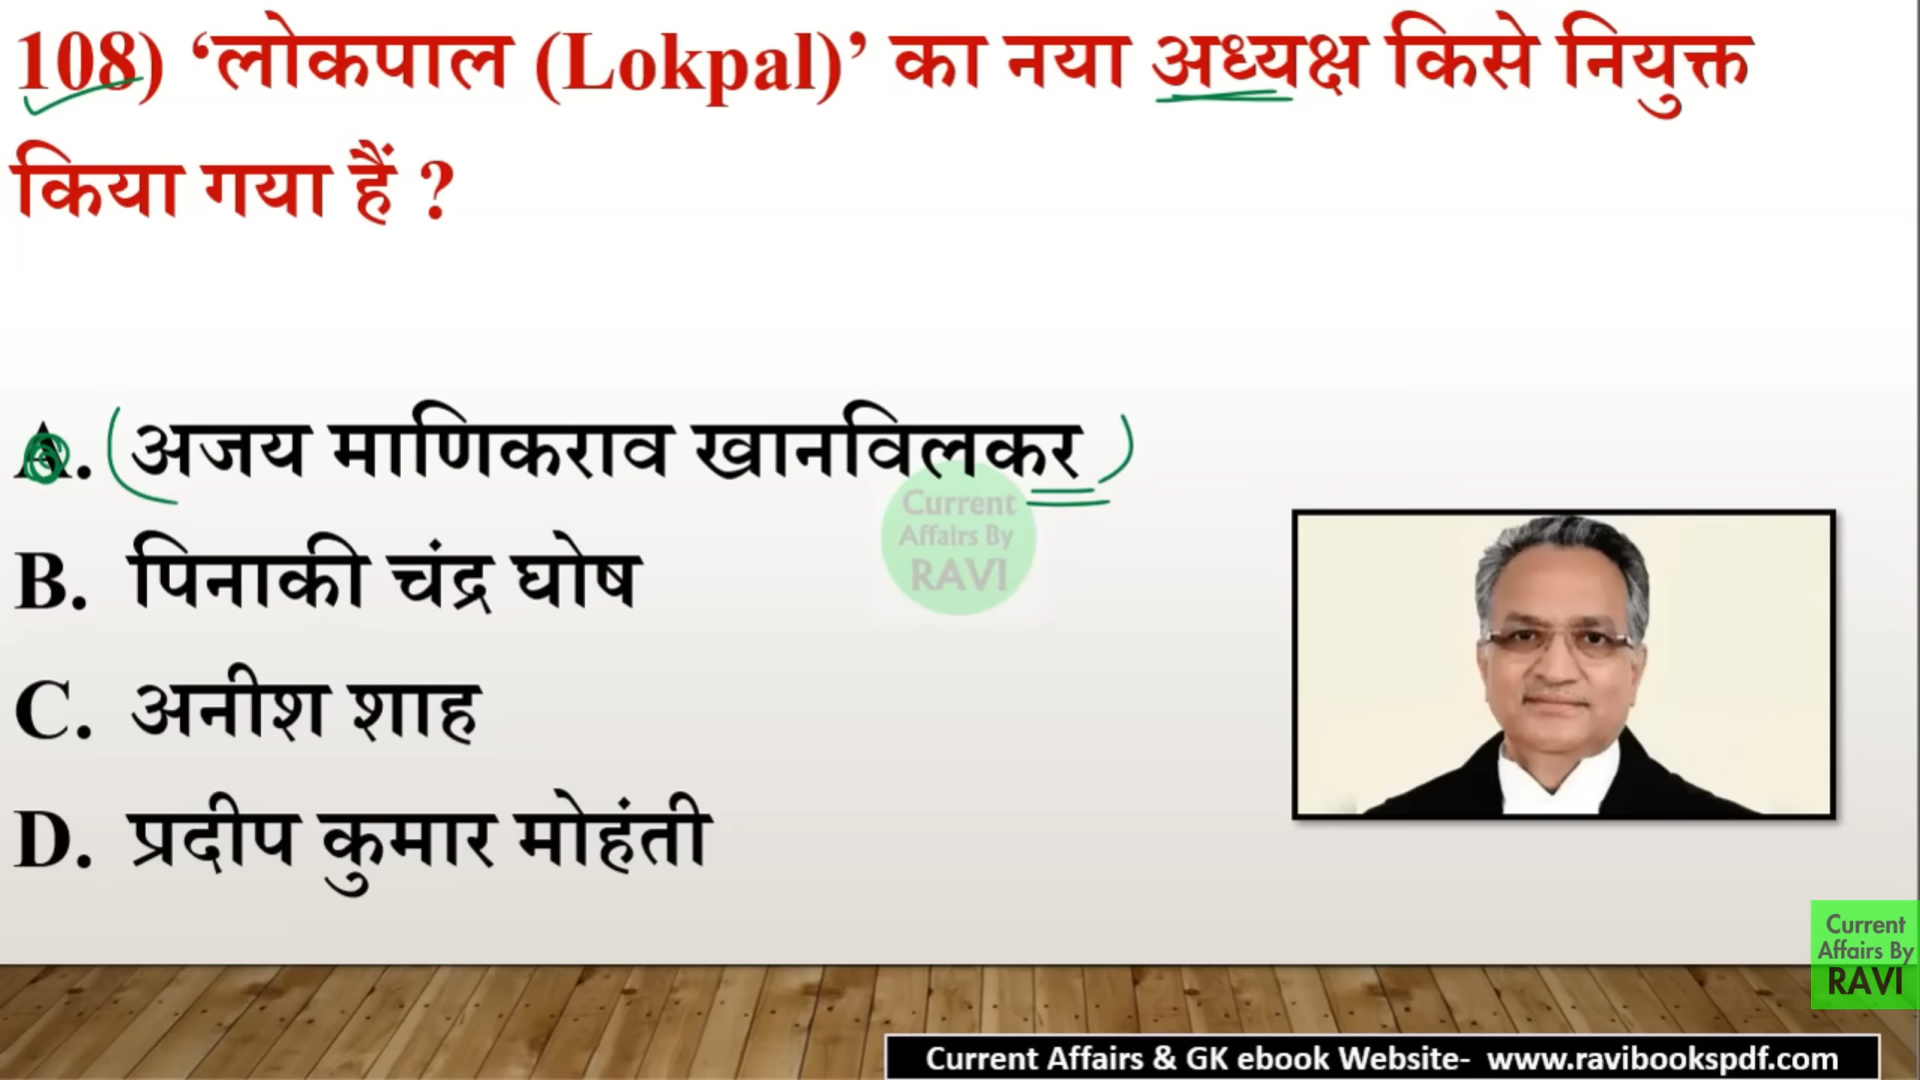 108) ‘लोकपाल (Lokpal)’ का नया अध्यक्ष किसे नियुक्त
किया गया हैं ?
A. अजय माणिकराव खानविलकर
B. पिनाकी चंद्र घोष
C. अनीश शाह
D. प्रदीप कुमार मोहंती
Current
Affairs By
RAVI
Current
Affairs By
RAVI
Current Affairs & GK ebook Website- www.ravibookspdf.com